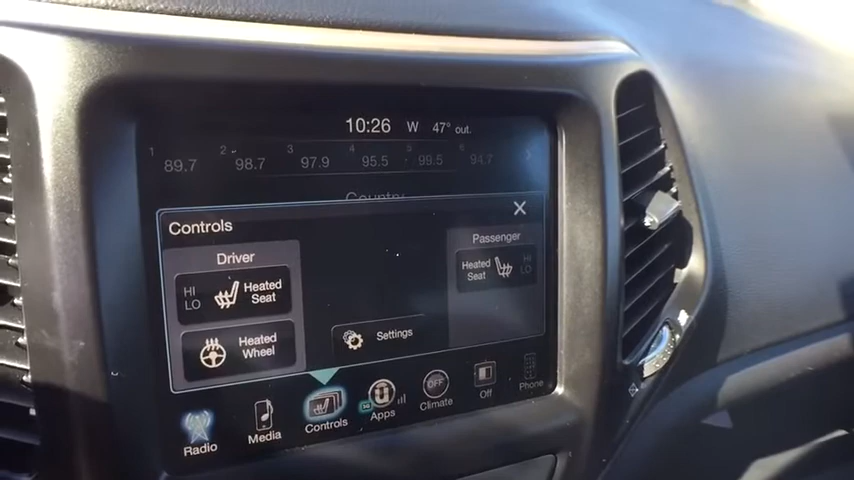 10:26 W 47° out.
1 89.7 2 98.7 3 97.9 4 95.5 5 99.5 6 94.7
Country
Controls X
Driver
Passenger
HI LO Heated Seat
Heated Seat HI LO
Heated Wheel
Settings
Radio Media Controls Apps OFF Climate Off Phone